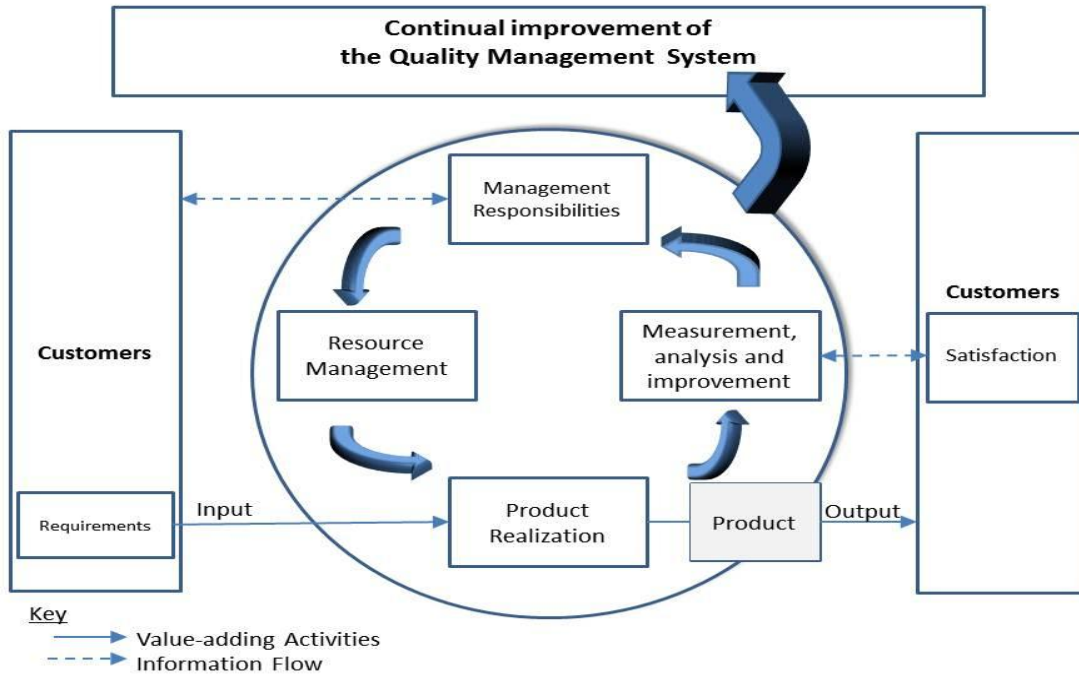 Continual improvement of
the Quality Management System
Management
Responsibilities
Customers
Resource
Management
Measurement,
analysis and
improvement
Customers
Satisfaction
Requirements
Input
Product
Realization
Product
Output
Key
Value-adding Activities
Information Flow